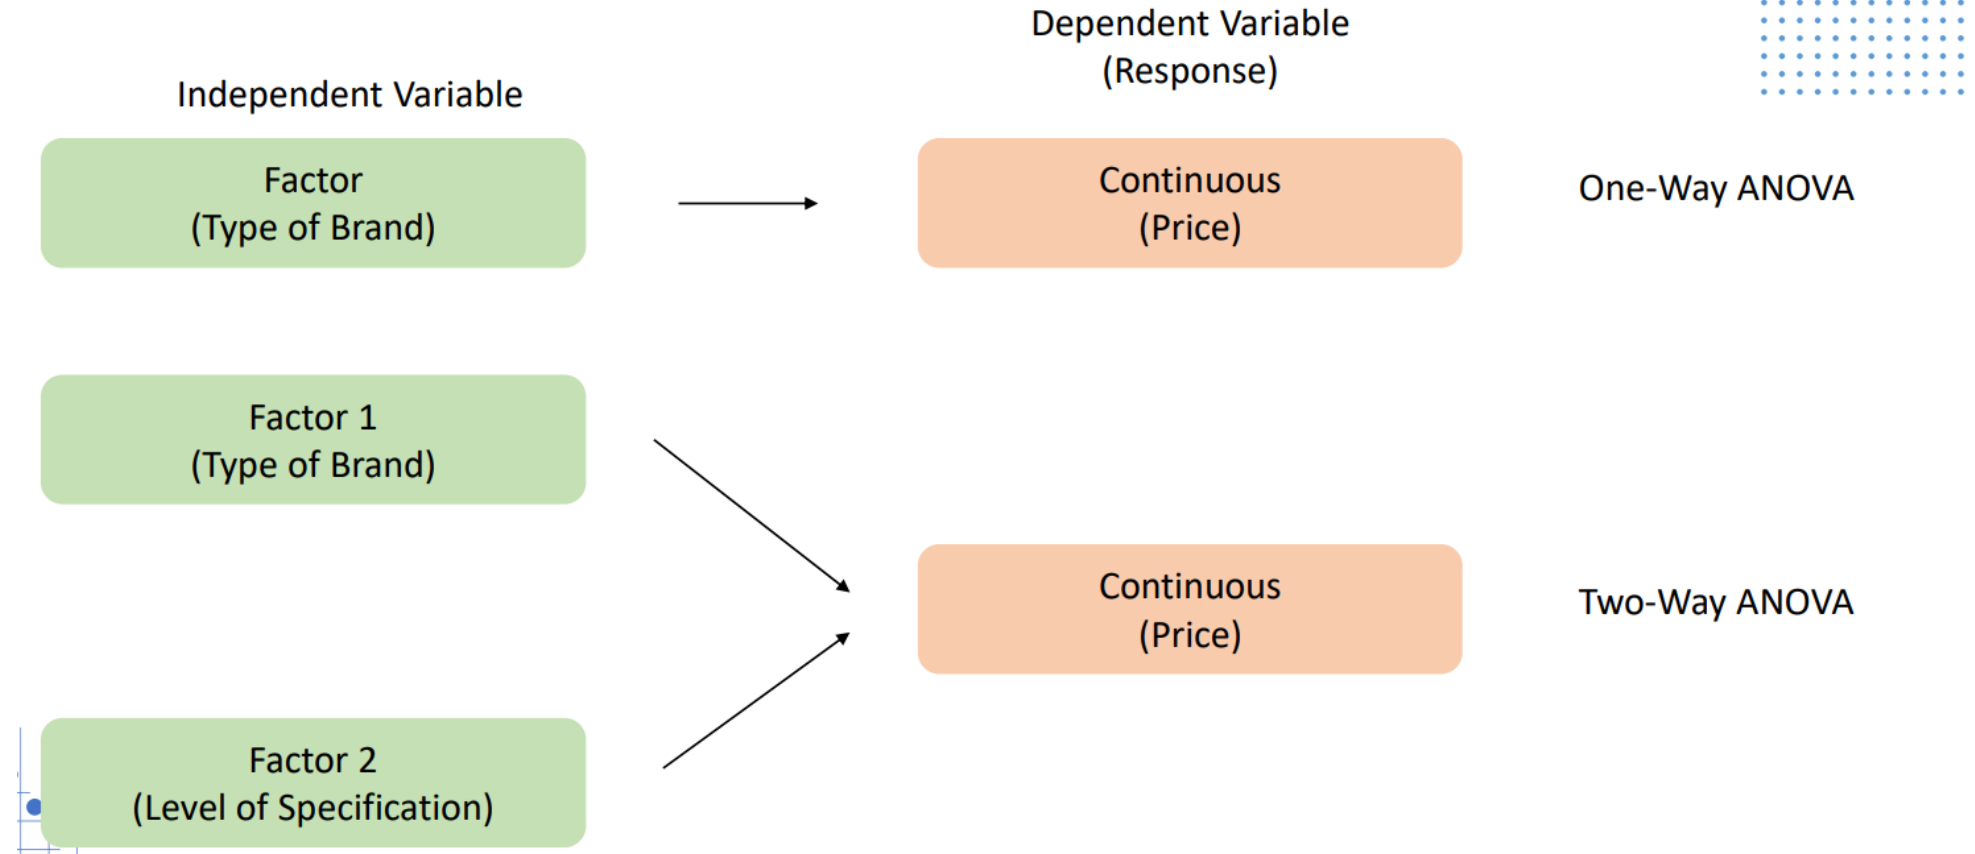 Independent Variable
Dependent Variable
(Response)
Factor
(Type of Brand)
Continuous
(Price)
One-Way ANOVA
Factor 1
(Type of Brand)
Continuous
(Price)
Two-Way ANOVA
Factor 2
(Level of Specification)